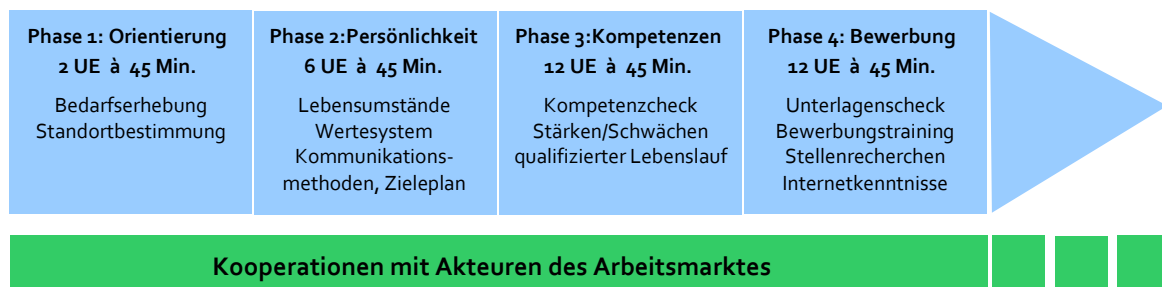 Phase 1: Orientierung
2 UE à 45 Min.
Bedarfserhebung
Standortbestimmung
Phase 2:Persönlichkeit
6 UE à 45 Min.
Lebensumstände
Wertesystem
Kommunikations-
methoden, Zieleplan
Phase 3:Kompetenzen
12 UE à 45 Min.
Kompetenzcheck
Stärken/Schwächen
qualifizierter Lebenslauf
Phase 4: Bewerbung
12 UE à 45 Min.
Unterlagenscheck
Bewerbungstraining
Stellenrecherchen
Internetkenntnisse
Kooperationen mit Akteuren des Arbeitsmarktes